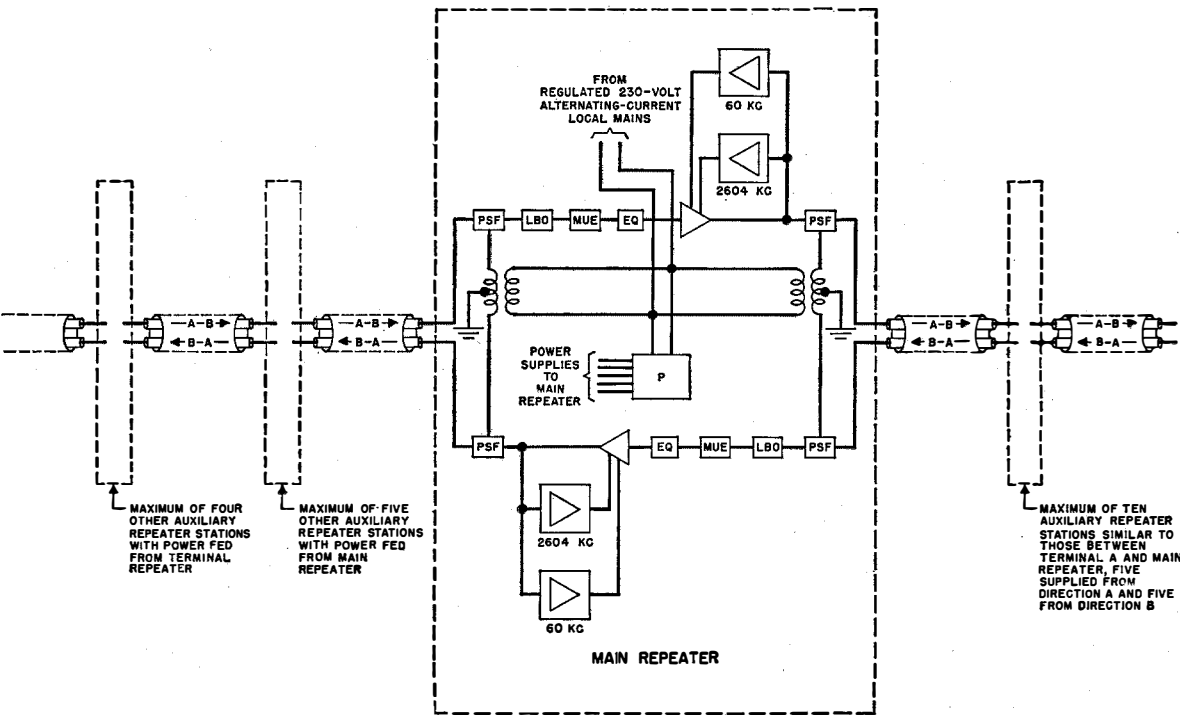 FROM
REGULATED 230-VOLT
ALTERNATING-CURRENT
LOCAL MAINS
60 KC
2604 KC
PSF
LBO
MUE
EQ
PSF
A-B
B-A
A-B
B-A
A-B
B-A
A-B
B-A
POWER
SUPPLIES
TO
MAIN
REPEATER
P
PSF
EQ
MUE
LBO
PSF
2604 KC
60 KC
MAXIMUM OF FOUR
OTHER AUXILIARY
REPEATER STATIONS
WITH POWER FED
FROM TERMINAL
REPEATER
MAXIMUM OF FIVE
OTHER AUXILIARY
REPEATER STATIONS
WITH POWER FED
FROM MAIN
REPEATER
MAXIMUM OF TEN
AUXILIARY REPEATER
STATIONS SIMILAR TO
THOSE BETWEEN
TERMINAL A AND MAIN
REPEATER, FIVE
SUPPLIED FROM
DIRECTION A AND FIVE
FROM DIRECTION B
MAIN REPEATER